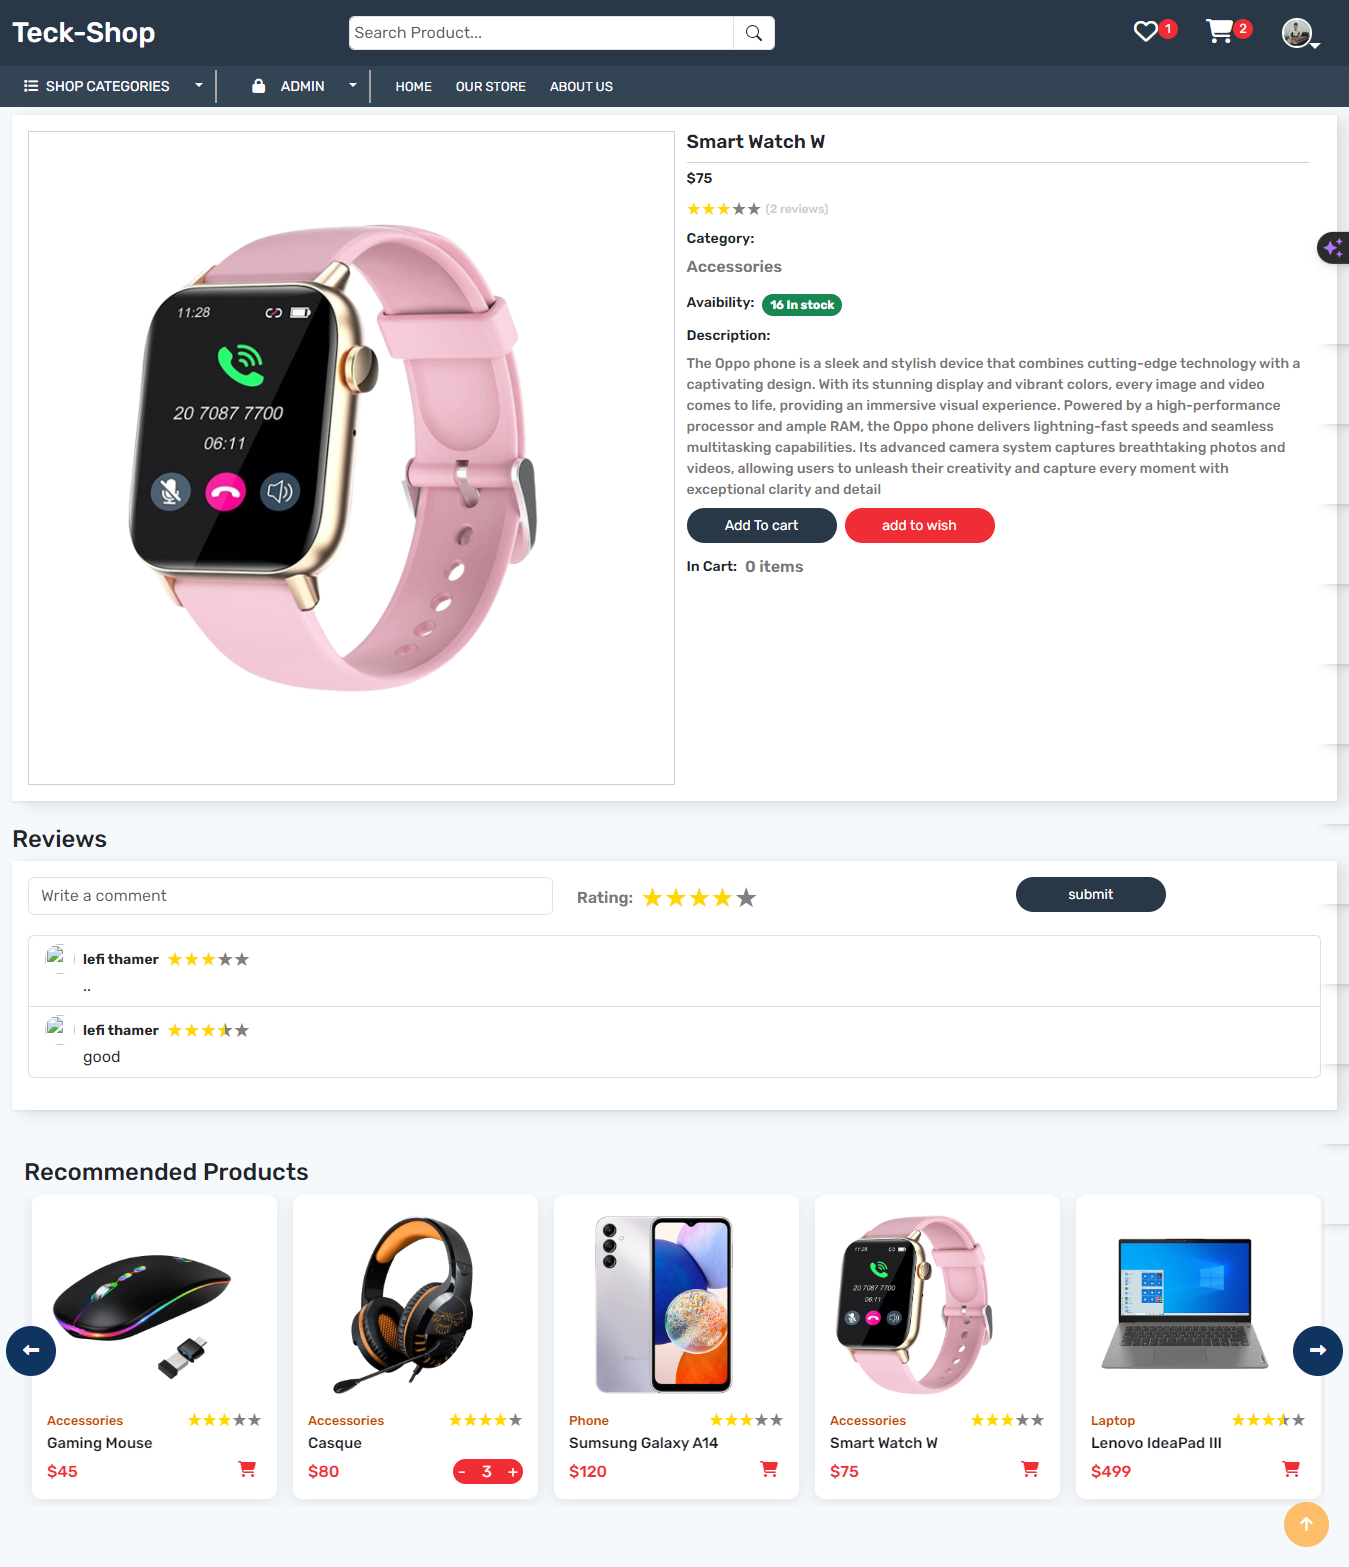 Teck-Shop
Search Product...
1
2
SHOP CATEGORIES
ADMIN
HOME
OUR STORE
ABOUT US
11:28
20 7087 7700
06:11
Smart Watch W
$75
(2 reviews)
Category:
Accessories
Avaibility: 16 In stock
Description:
The Oppo phone is a sleek and stylish device that combines cutting-edge technology with a
captivating design. With its stunning display and vibrant colors, every image and video
comes to life, providing an immersive visual experience. Powered by a high-performance
processor and ample RAM, the Oppo phone delivers lightning-fast speeds and seamless
multitasking capabilities. Its advanced camera system captures breathtaking photos and
videos, allowing users to unleash their creativity and capture every moment with
exceptional clarity and detail
Add To cart
add to wish
In Cart: 0 items
Reviews
Write a comment
Rating:
submit
lefi thamer
..
lefi thamer
good
Recommended Products
Accessories
Gaming Mouse
$45
Accessories
Casque
$80
- 3 +
Phone
Sumsung Galaxy A14
$120
11:28
20 7087 7700
06:11
Accessories
Smart Watch W
$75
Laptop
Lenovo IdeaPad III
$499